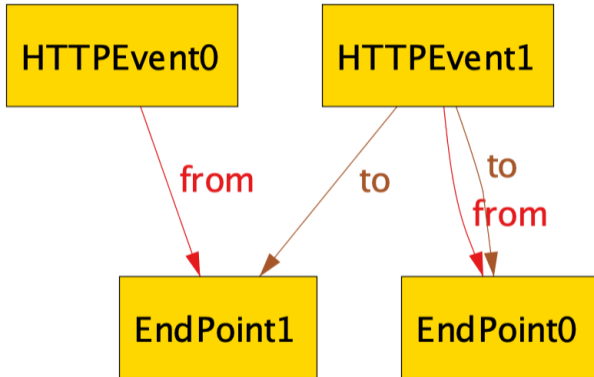 HTTPEvent0
HTTPEvent1
from
to
to
from
EndPoint1
EndPoint0